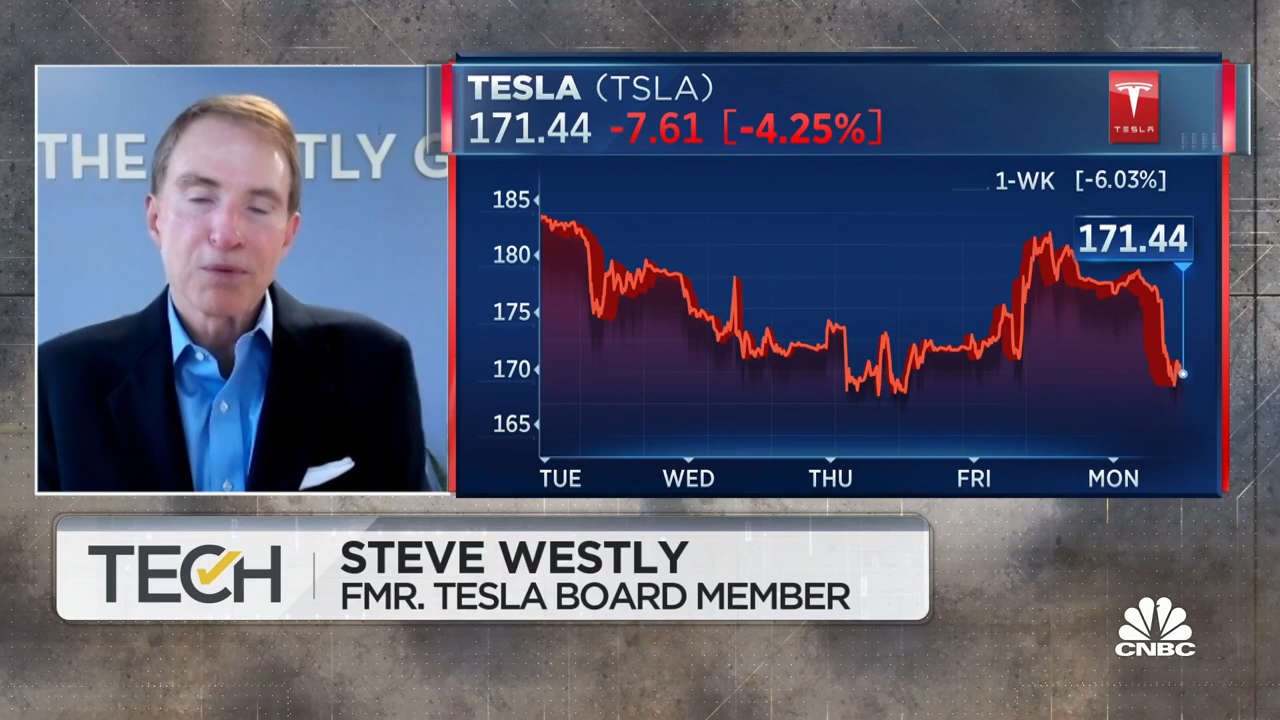 THE TLY G
TESLA (TSLA)
171.44 -7.61 [-4.25%]
TESLA
1-WK [-6.03%]
171.44
185
180
175
170
165
TUE WED THU FRI MON
TECH
STEVE WESTLY
FMR. TESLA BOARD MEMBER
CNBC